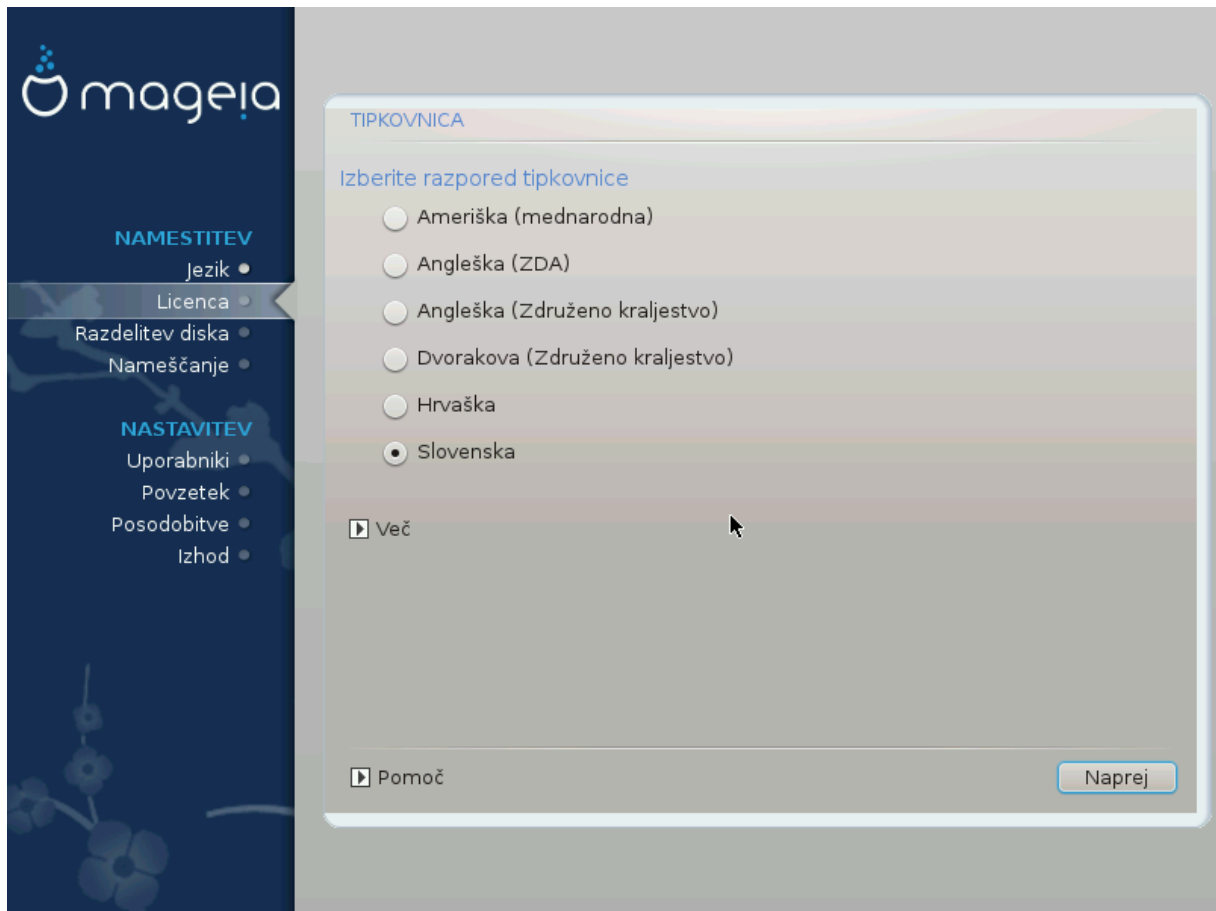 mageia
NAMESTITEV
Jezik
Licenca
Razdelitev diska
Nameščanje
NASTAVITEV
Uporabniki
Povzetek
Posodobitve
Izhod
TIPKOVNICA
Izberite razpored tipkovnice
Ameriška (mednarodna)
Angleška (ZDA)
Angleška (Združeno kraljestvo)
Dvorakova (Združeno kraljestvo)
Hrvaška
Slovenska
Več
Pomoč
Naprej